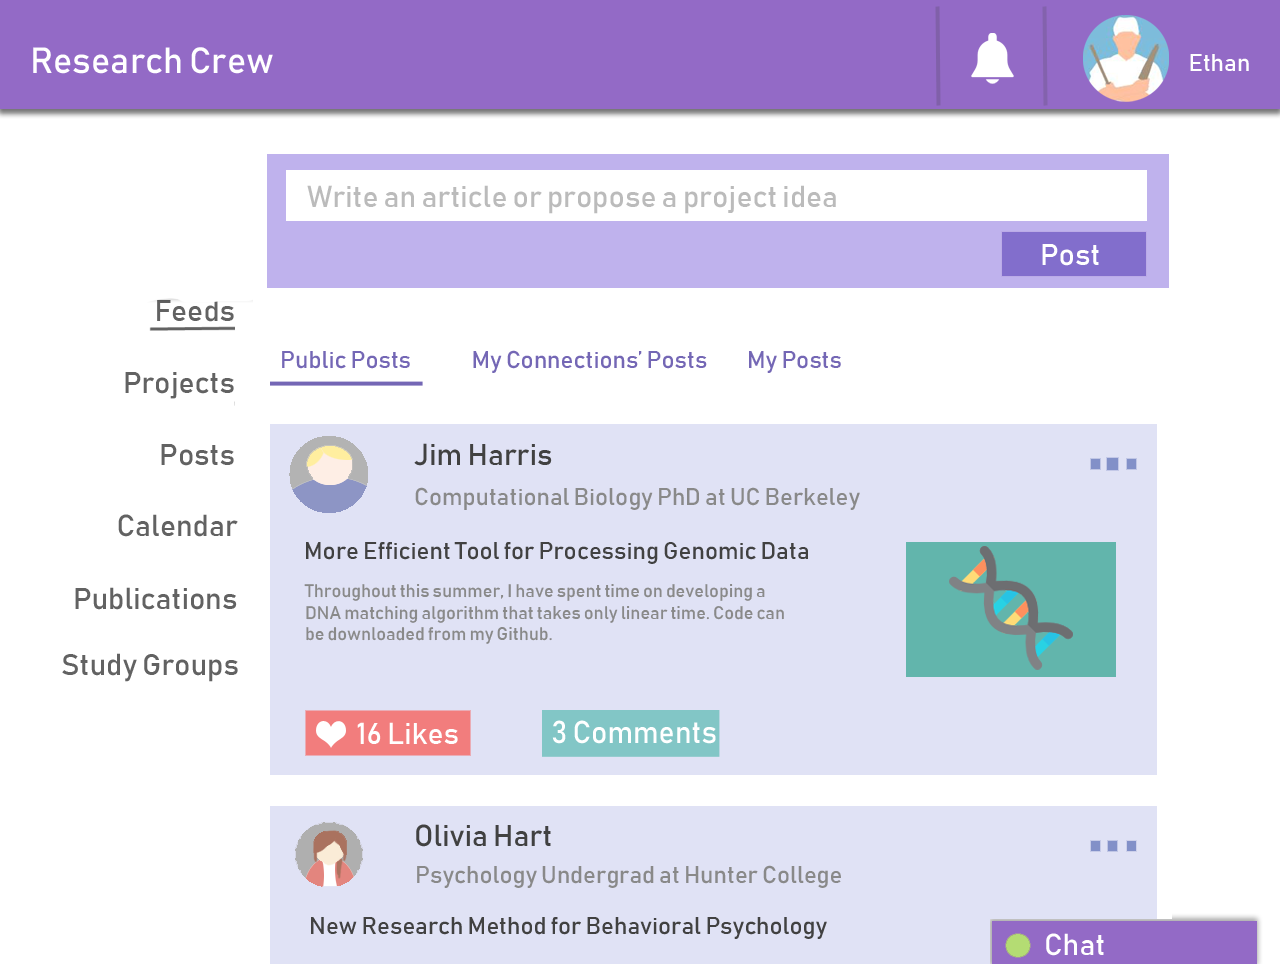 Research Crew
Ethan
Write an article or propose a project idea
Post
Feeds
Projects
Posts
Calendar
Publications
Study Groups
Public Posts
My Connections’ Posts
My Posts
Jim Harris
Computational Biology PhD at UC Berkeley
More Efficient Tool for Processing Genomic Data
Throughout this summer, I have spent time on developing a
DNA matching algorithm that takes only linear time. Code can
be downloaded from my Github.
16 Likes
3 Comments
Olivia Hart
Psychology Undergrad at Hunter College
New Research Method for Behavioral Psychology
Chat